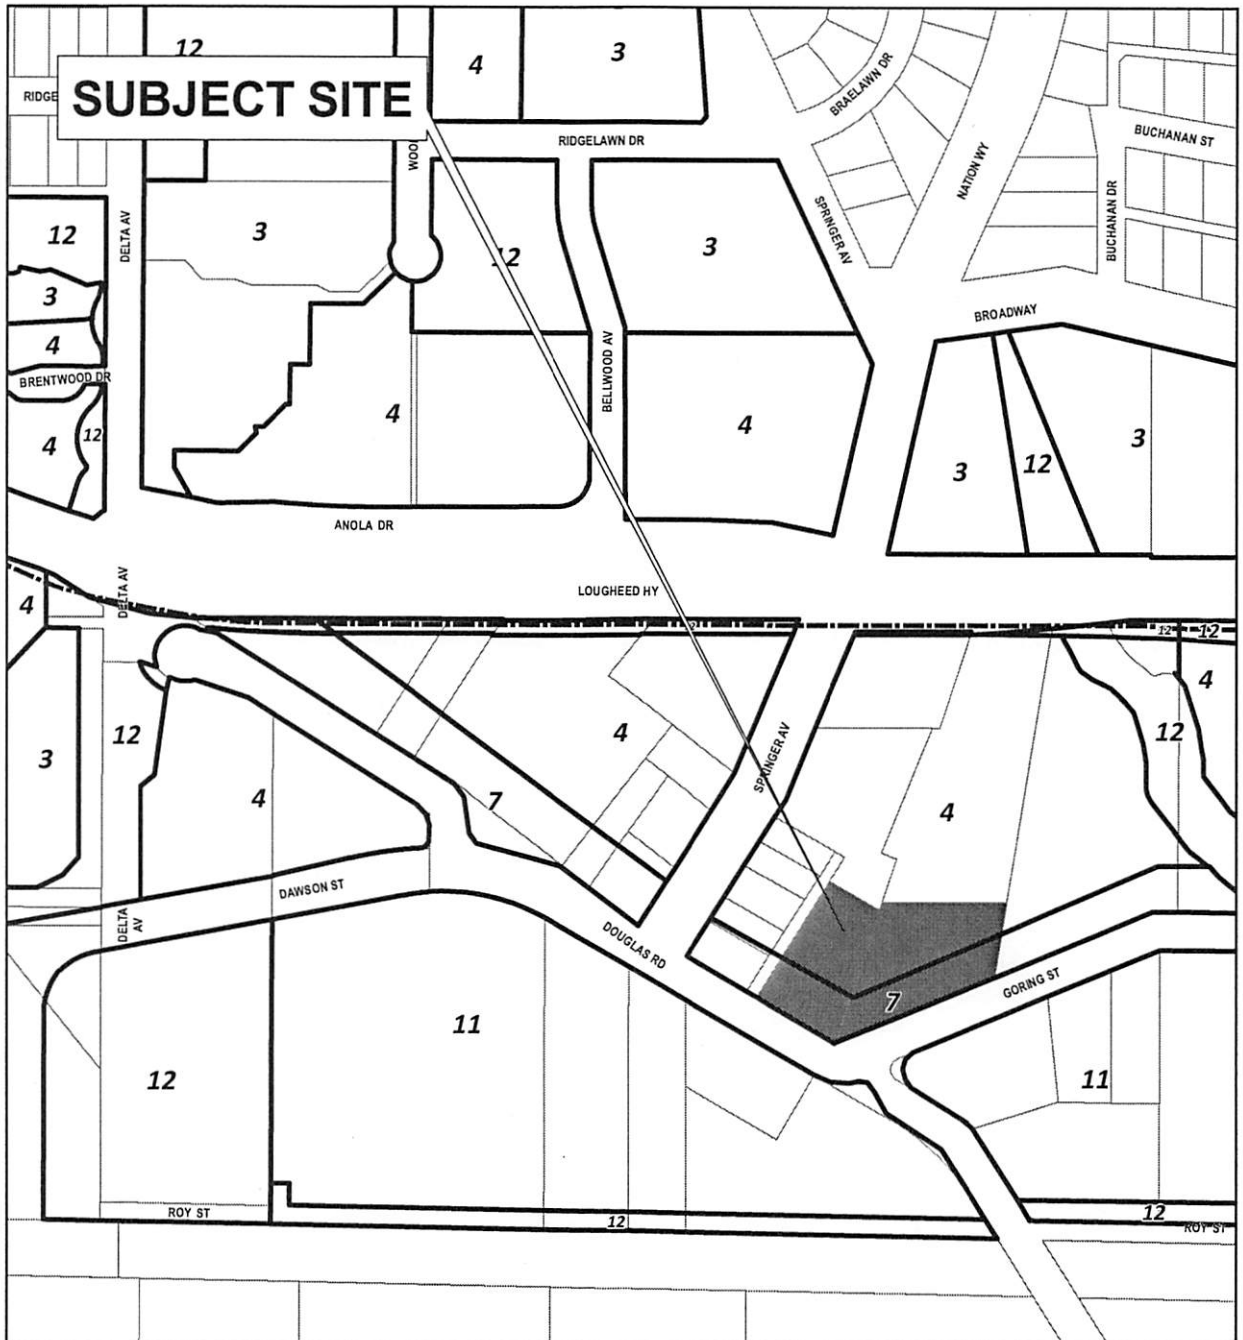 12
4
3
RIDGE
SUBJECT SITE
BRAELAWN DR
BUCHANAN ST
RIDGELAWN DR
NATION WY
BUCHANAN DR
SPRINGER AV
DELTA AV
12
3
12
3
3
BROADWAY
4
BRENTWOOD DR
BELLWOOD AV
4
12
4
4
3
12
3
ANOLA DR
LOUGHEED HY
DELTA AV
4
12
12
12
4
3
12
4
7
4
SPRINGER AV
4
12
DAWSON ST
DELTA AV
DOUGLAS RD
7
GORING ST
11
12
11
ROY ST
12
12
ROY ST